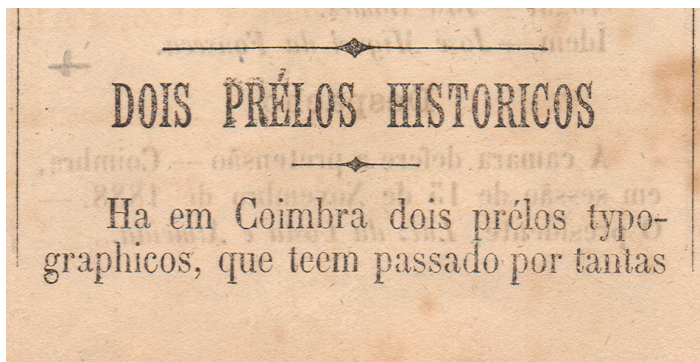 DOIS PRÉLOS HISTORICOS
Ha em Coimbra dois prélos typo-
graphicos, que teem passado por tantas